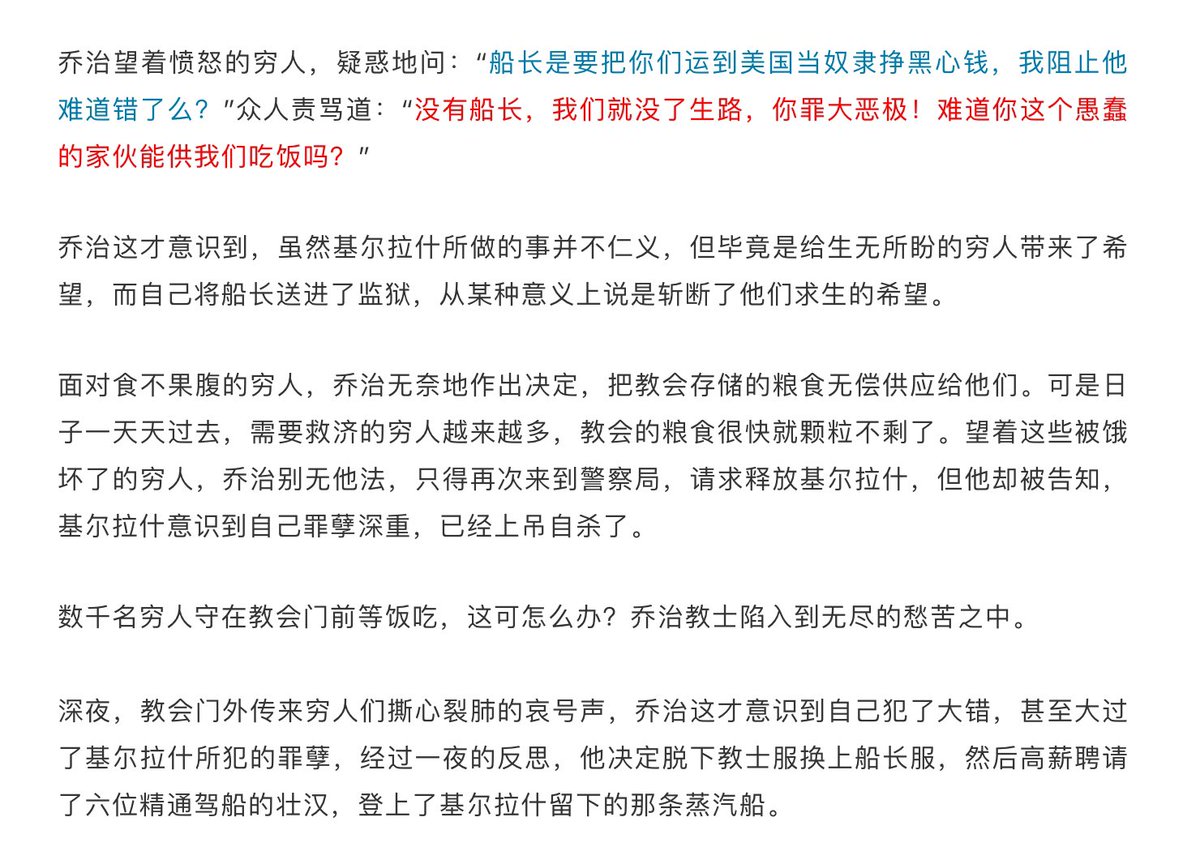 乔治望着愤怒的穷人，疑惑地问：“船长是要把你们运到美国当奴隶挣黑心钱，我阻止他
难道错了么？”众人责骂道：“没有船长，我们就没了生路，你罪大恶极！难道你这个愚蠢
的家伙能供我们吃饭吗？”
乔治这才意识到，虽然基尔拉什所做的事并不仁义，但毕竟是给生无所盼的穷人带来了希
望，而自己将船长送进了监狱，从某种意义上说是斩断了他们求生的希望。
面对食不果腹的穷人，乔治无奈地作出决定，把教会存储的粮食无偿供应给他们。可是日
子一天天过去，需要救济的穷人越来越多，教会的粮食很快就颗粒不剩了。望着这些被饿
坏了的穷人，乔治别无他法，只得再次来到警察局，请求释放基尔拉什，但他却被告知，
基尔拉什意识到自己罪孽深重，已经上吊自杀了。
数千名穷人守在教会门前等饭吃，这可怎么办？乔治教士陷入到无尽的愁苦之中。
深夜，教会门外传来穷人们撕心裂肺的哀号声，乔治这才意识到自己犯了大错，甚至大过
了基尔拉什所犯的罪孽，经过一夜的反思，他决定脱下教士服换上船长服，然后高薪聘请
了六位精通驾船的壮汉，登上了基尔拉什留下的那条蒸汽船。